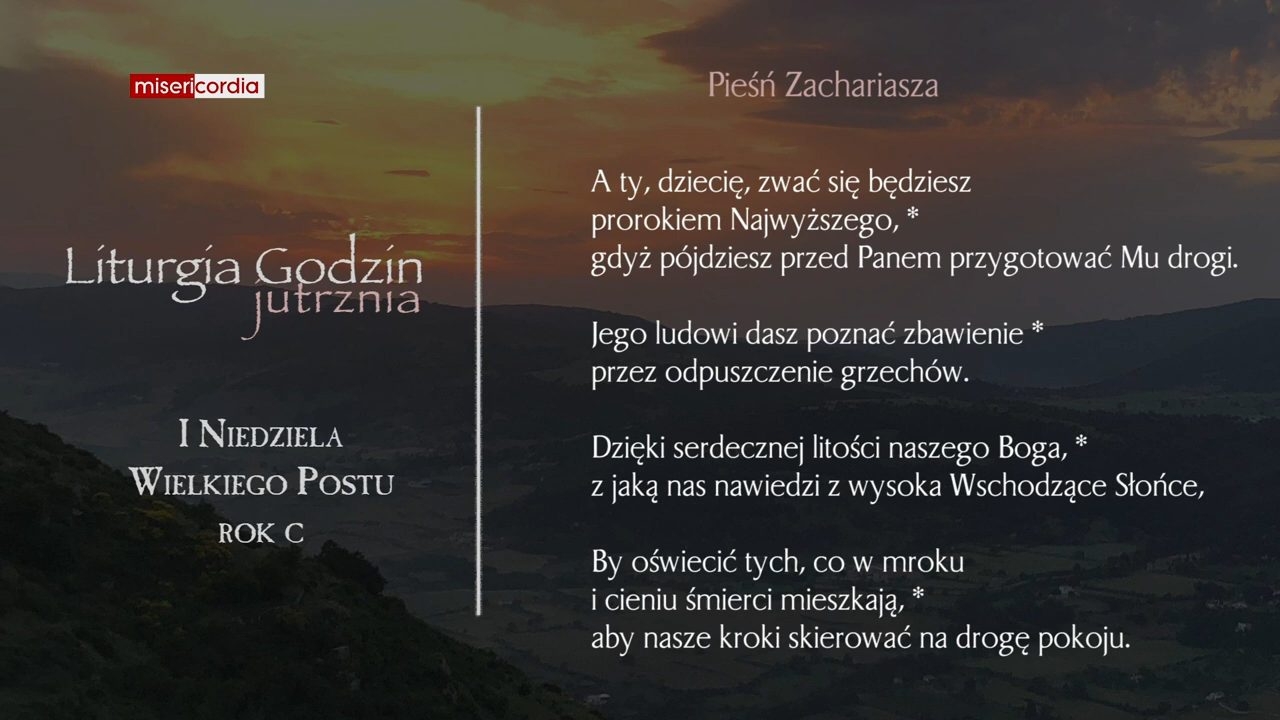 misericordia
Liturgia Godzin
jutrznia
I Niedziela
Wielkiego Postu
rok C
Pieśń Zachariasza
A ty, dziecię, zwać się będziesz
prorokiem Najwyższego, *
gdyż pójdziesz przed Panem przygotować Mu drogi.
Jego ludowi dasz poznać zbawienie *
przez odpuszczenie grzechów.
Dzięki serdecznej litości naszego Boga, *
z jaką nas nawiedzi z wysoka Wschodzące Słońce,
By oświecić tych, co w mroku
i cieniu śmierci mieszkają, *
aby nasze kroki skierować na drogę pokoju.